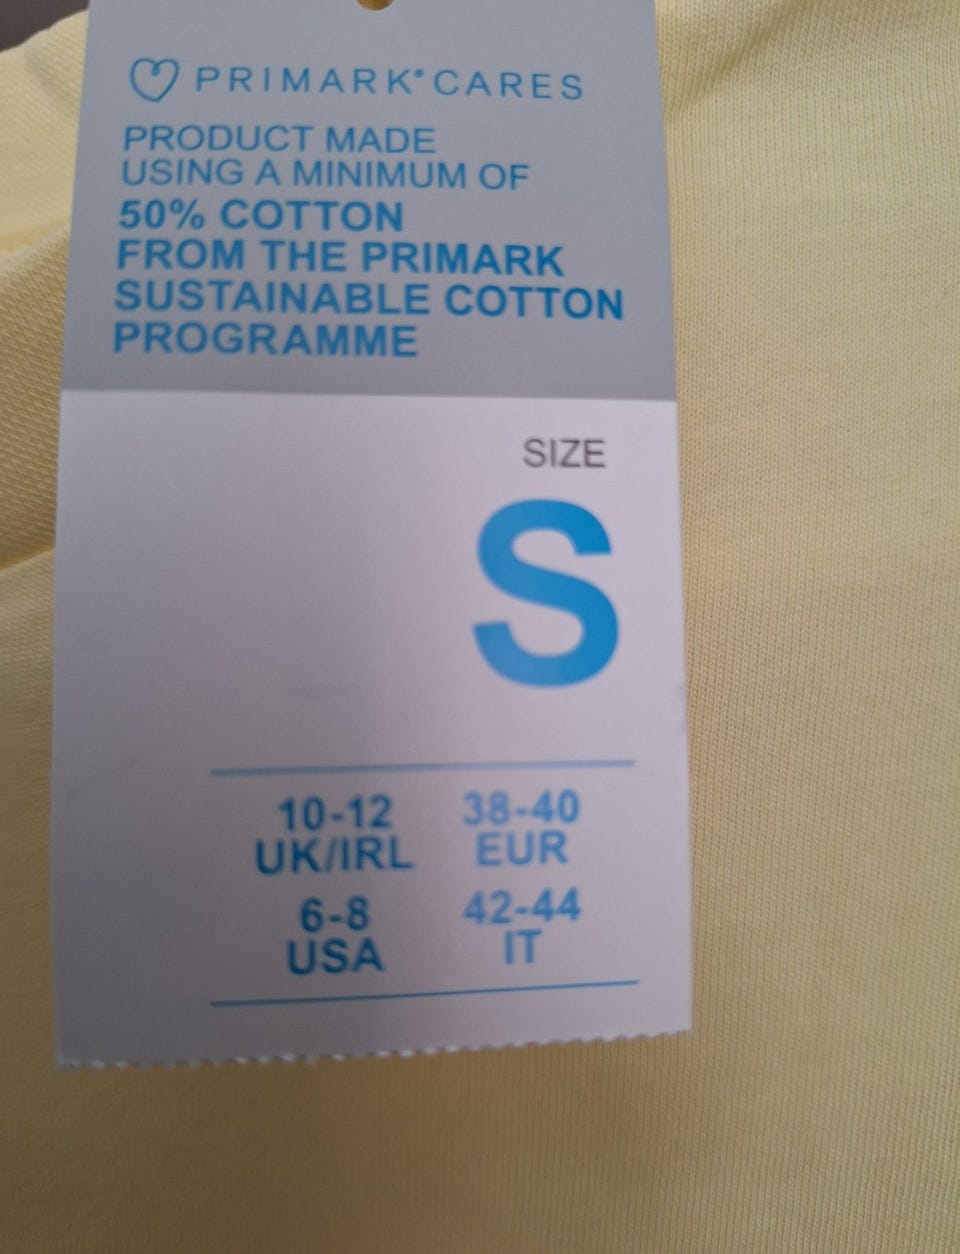 PRIMARK® CARES
PRODUCT MADE
USING A MINIMUM OF
50% COTTON
FROM THE PRIMARK
SUSTAINABLE COTTON
PROGRAMME
SIZE
S
10-12 38-40
UK/IRL EUR
6-8 42-44
USA IT